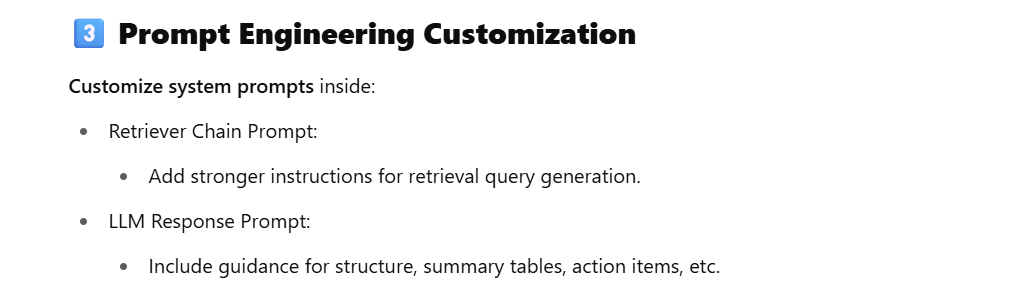 3 Prompt Engineering Customization
Customize system prompts inside:
• Retriever Chain Prompt:
• Add stronger instructions for retrieval query generation.
• LLM Response Prompt:
• Include guidance for structure, summary tables, action items, etc.